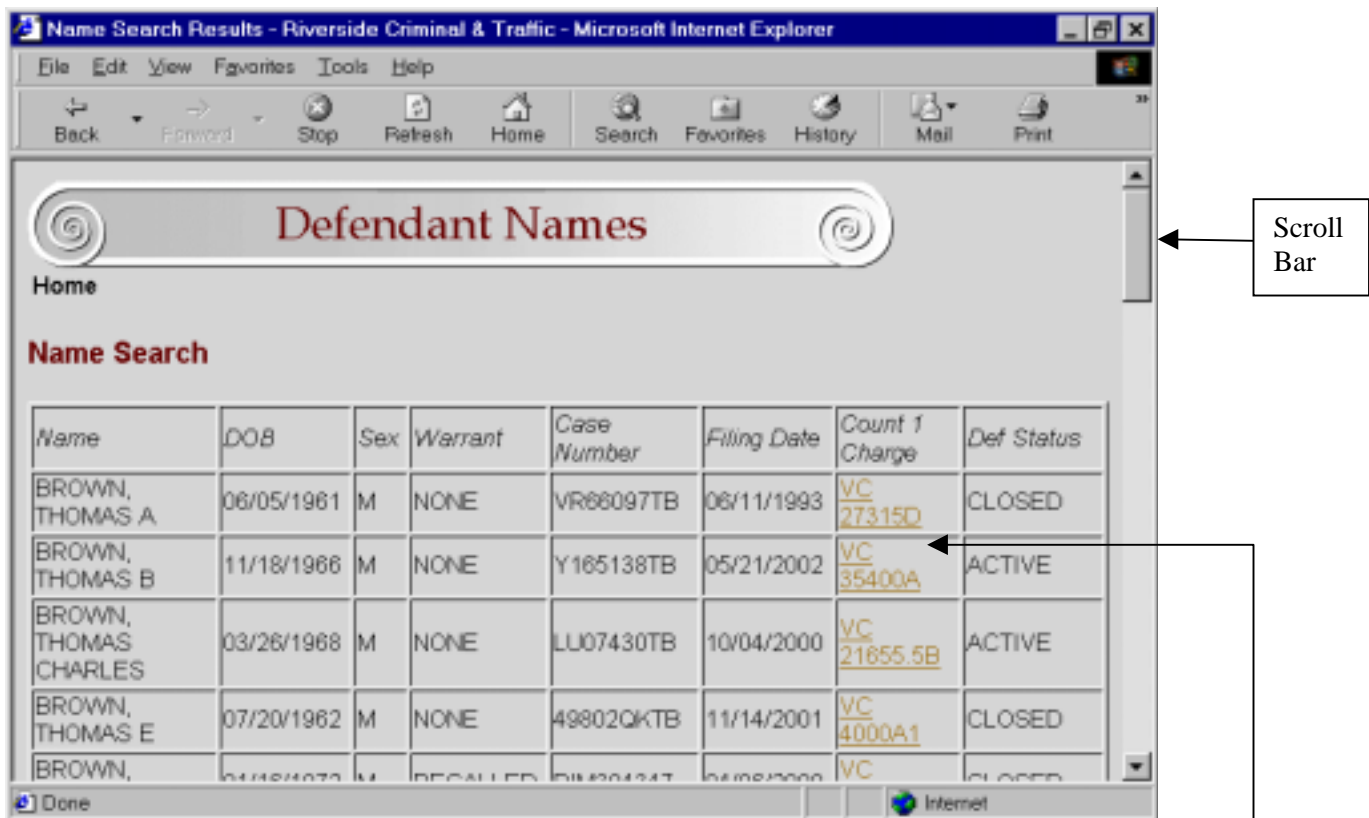 Name Search Results - Riverside Criminal & Traffic - Microsoft Internet Explorer
File Edit View Favorites Tools Help
Back Forward Stop Refresh Home Search Favorites History Mail Print
Defendant Names
Scroll
Bar
Home
Name Search
Name DOB Sex Warrant Case Number Filing Date Count 1 Charge Def Status
BROWN, THOMAS A 06/05/1961 M NONE VR66097TB 06/11/1993 VC 27315D CLOSED
BROWN, THOMAS B 11/18/1966 M NONE Y165138TB 05/21/2002 VC 35400A ACTIVE
BROWN, THOMAS CHARLES 03/26/1968 M NONE LU07430TB 10/04/2000 VC 21655.5B ACTIVE
BROWN, THOMAS E 07/20/1962 M NONE 49802QKTB 11/14/2001 VC 4000A1 CLOSED
BROWN, M RECALLED VC CLOSED
Done Internet